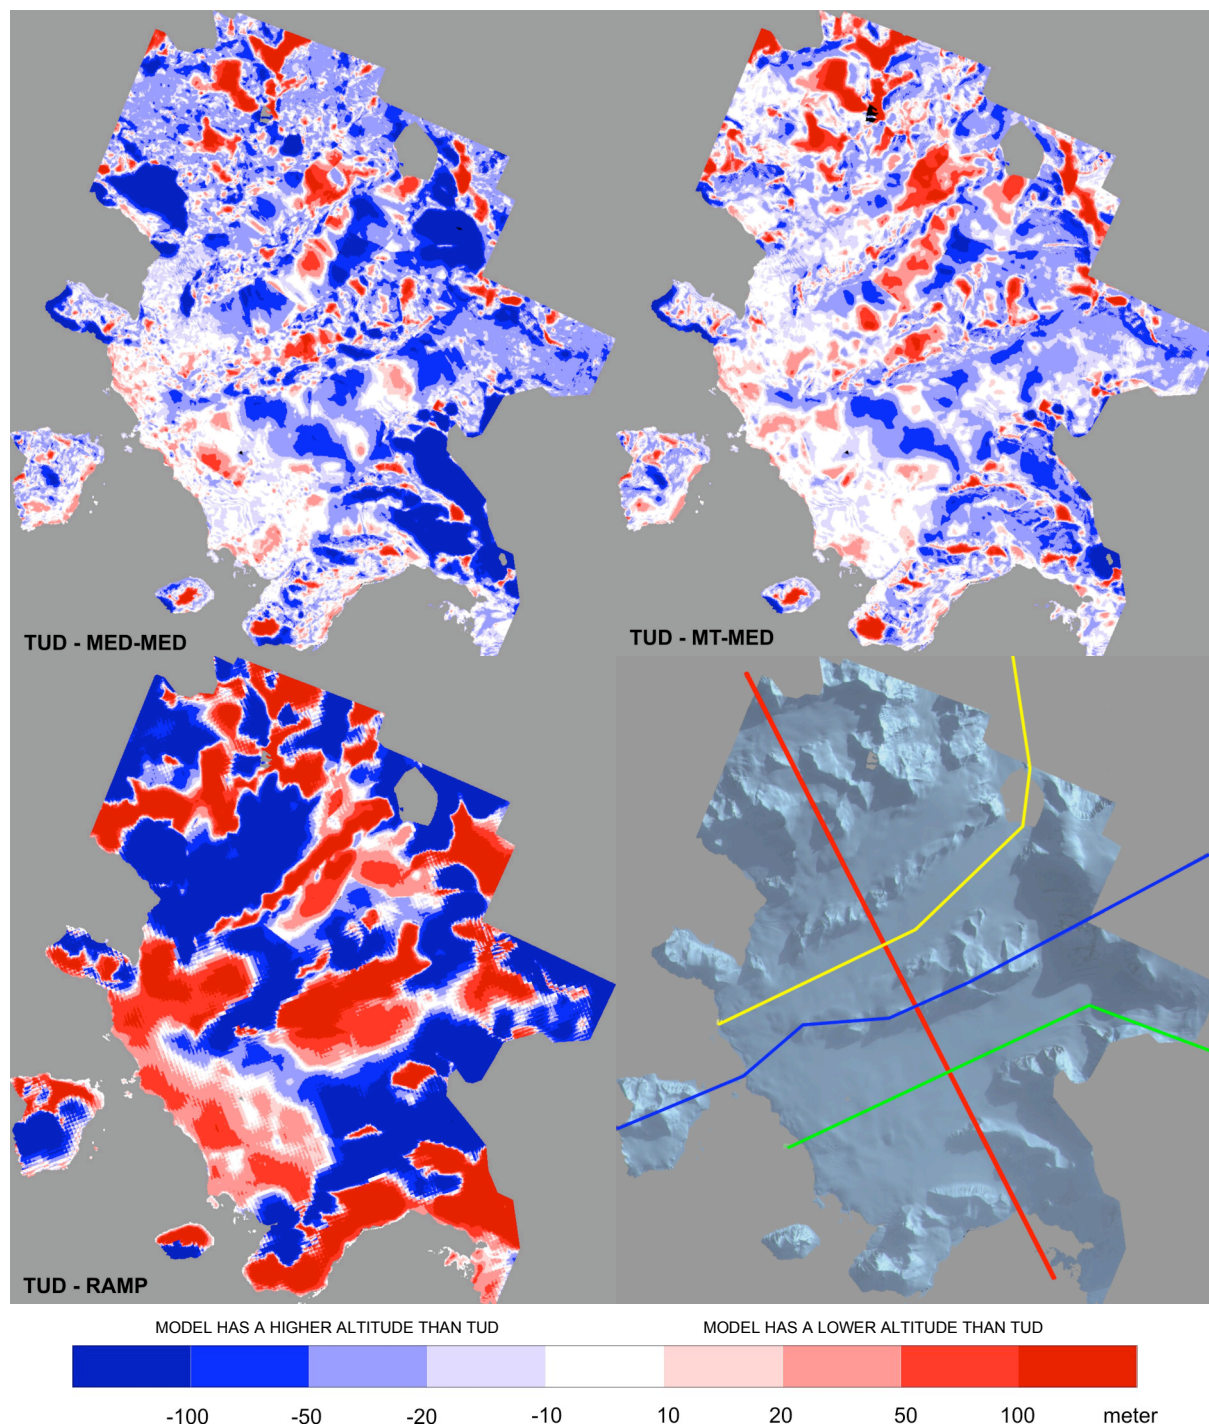 TUD - MED-MED
TUD - MT-MED
TUD - RAMP
MODEL HAS A HIGHER ALTITUDE THAN TUD
MODEL HAS A LOWER ALTITUDE THAN TUD
-100 -50 -20 -10 10 20 50 100 meter